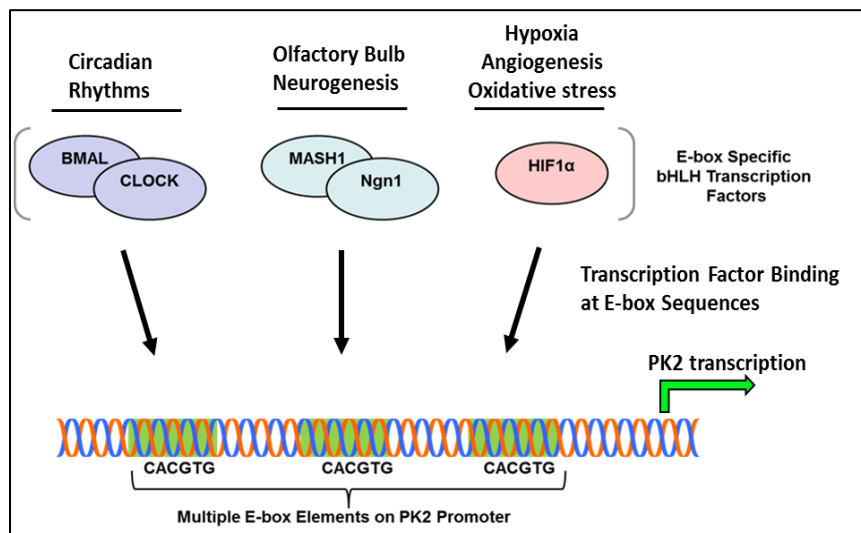 Circadian
Rhythms
Olfactory Bulb
Neurogenesis
Hypoxia
Angiogenesis
Oxidative stress
BMAL
CLOCK
MASH1
Ngn1
HIF1α
E-box Specific
bHLH Transcription
Factors
Transcription Factor Binding
at E-box Sequences
PK2 transcription
CACGTG
CACGTG
CACGTG
Multiple E-box Elements on PK2 Promoter